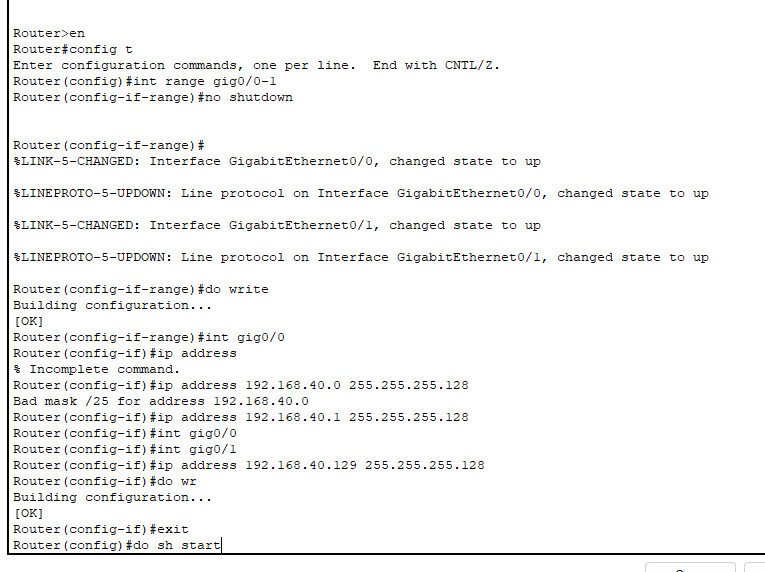 Router>en
Router#config t
Enter configuration commands, one per line.  End with CNTL/Z.
Router(config)#int range gig0/0-1
Router(config-if-range)#no shutdown
Router(config-if-range)#
%LINK-5-CHANGED: Interface GigabitEthernet0/0, changed state to up
%LINEPROTO-5-UPDOWN: Line protocol on Interface GigabitEthernet0/0, changed state to up
%LINK-5-CHANGED: Interface GigabitEthernet0/1, changed state to up
%LINEPROTO-5-UPDOWN: Line protocol on Interface GigabitEthernet0/1, changed state to up
Router(config-if-range)#do write
Building configuration...
[OK]
Router(config-if-range)#int gig0/0
Router(config-if)#ip address
% Incomplete command.
Router(config-if)#ip address 192.168.40.0 255.255.255.128
Bad mask /25 for address 192.168.40.0
Router(config-if)#ip address 192.168.40.1 255.255.255.128
Router(config-if)#int gig0/0
Router(config-if)#int gig0/1
Router(config-if)#ip address 192.168.40.129 255.255.255.128
Router(config-if)#do wr
Building configuration...
[OK]
Router(config-if)#exit
Router(config)#do sh start